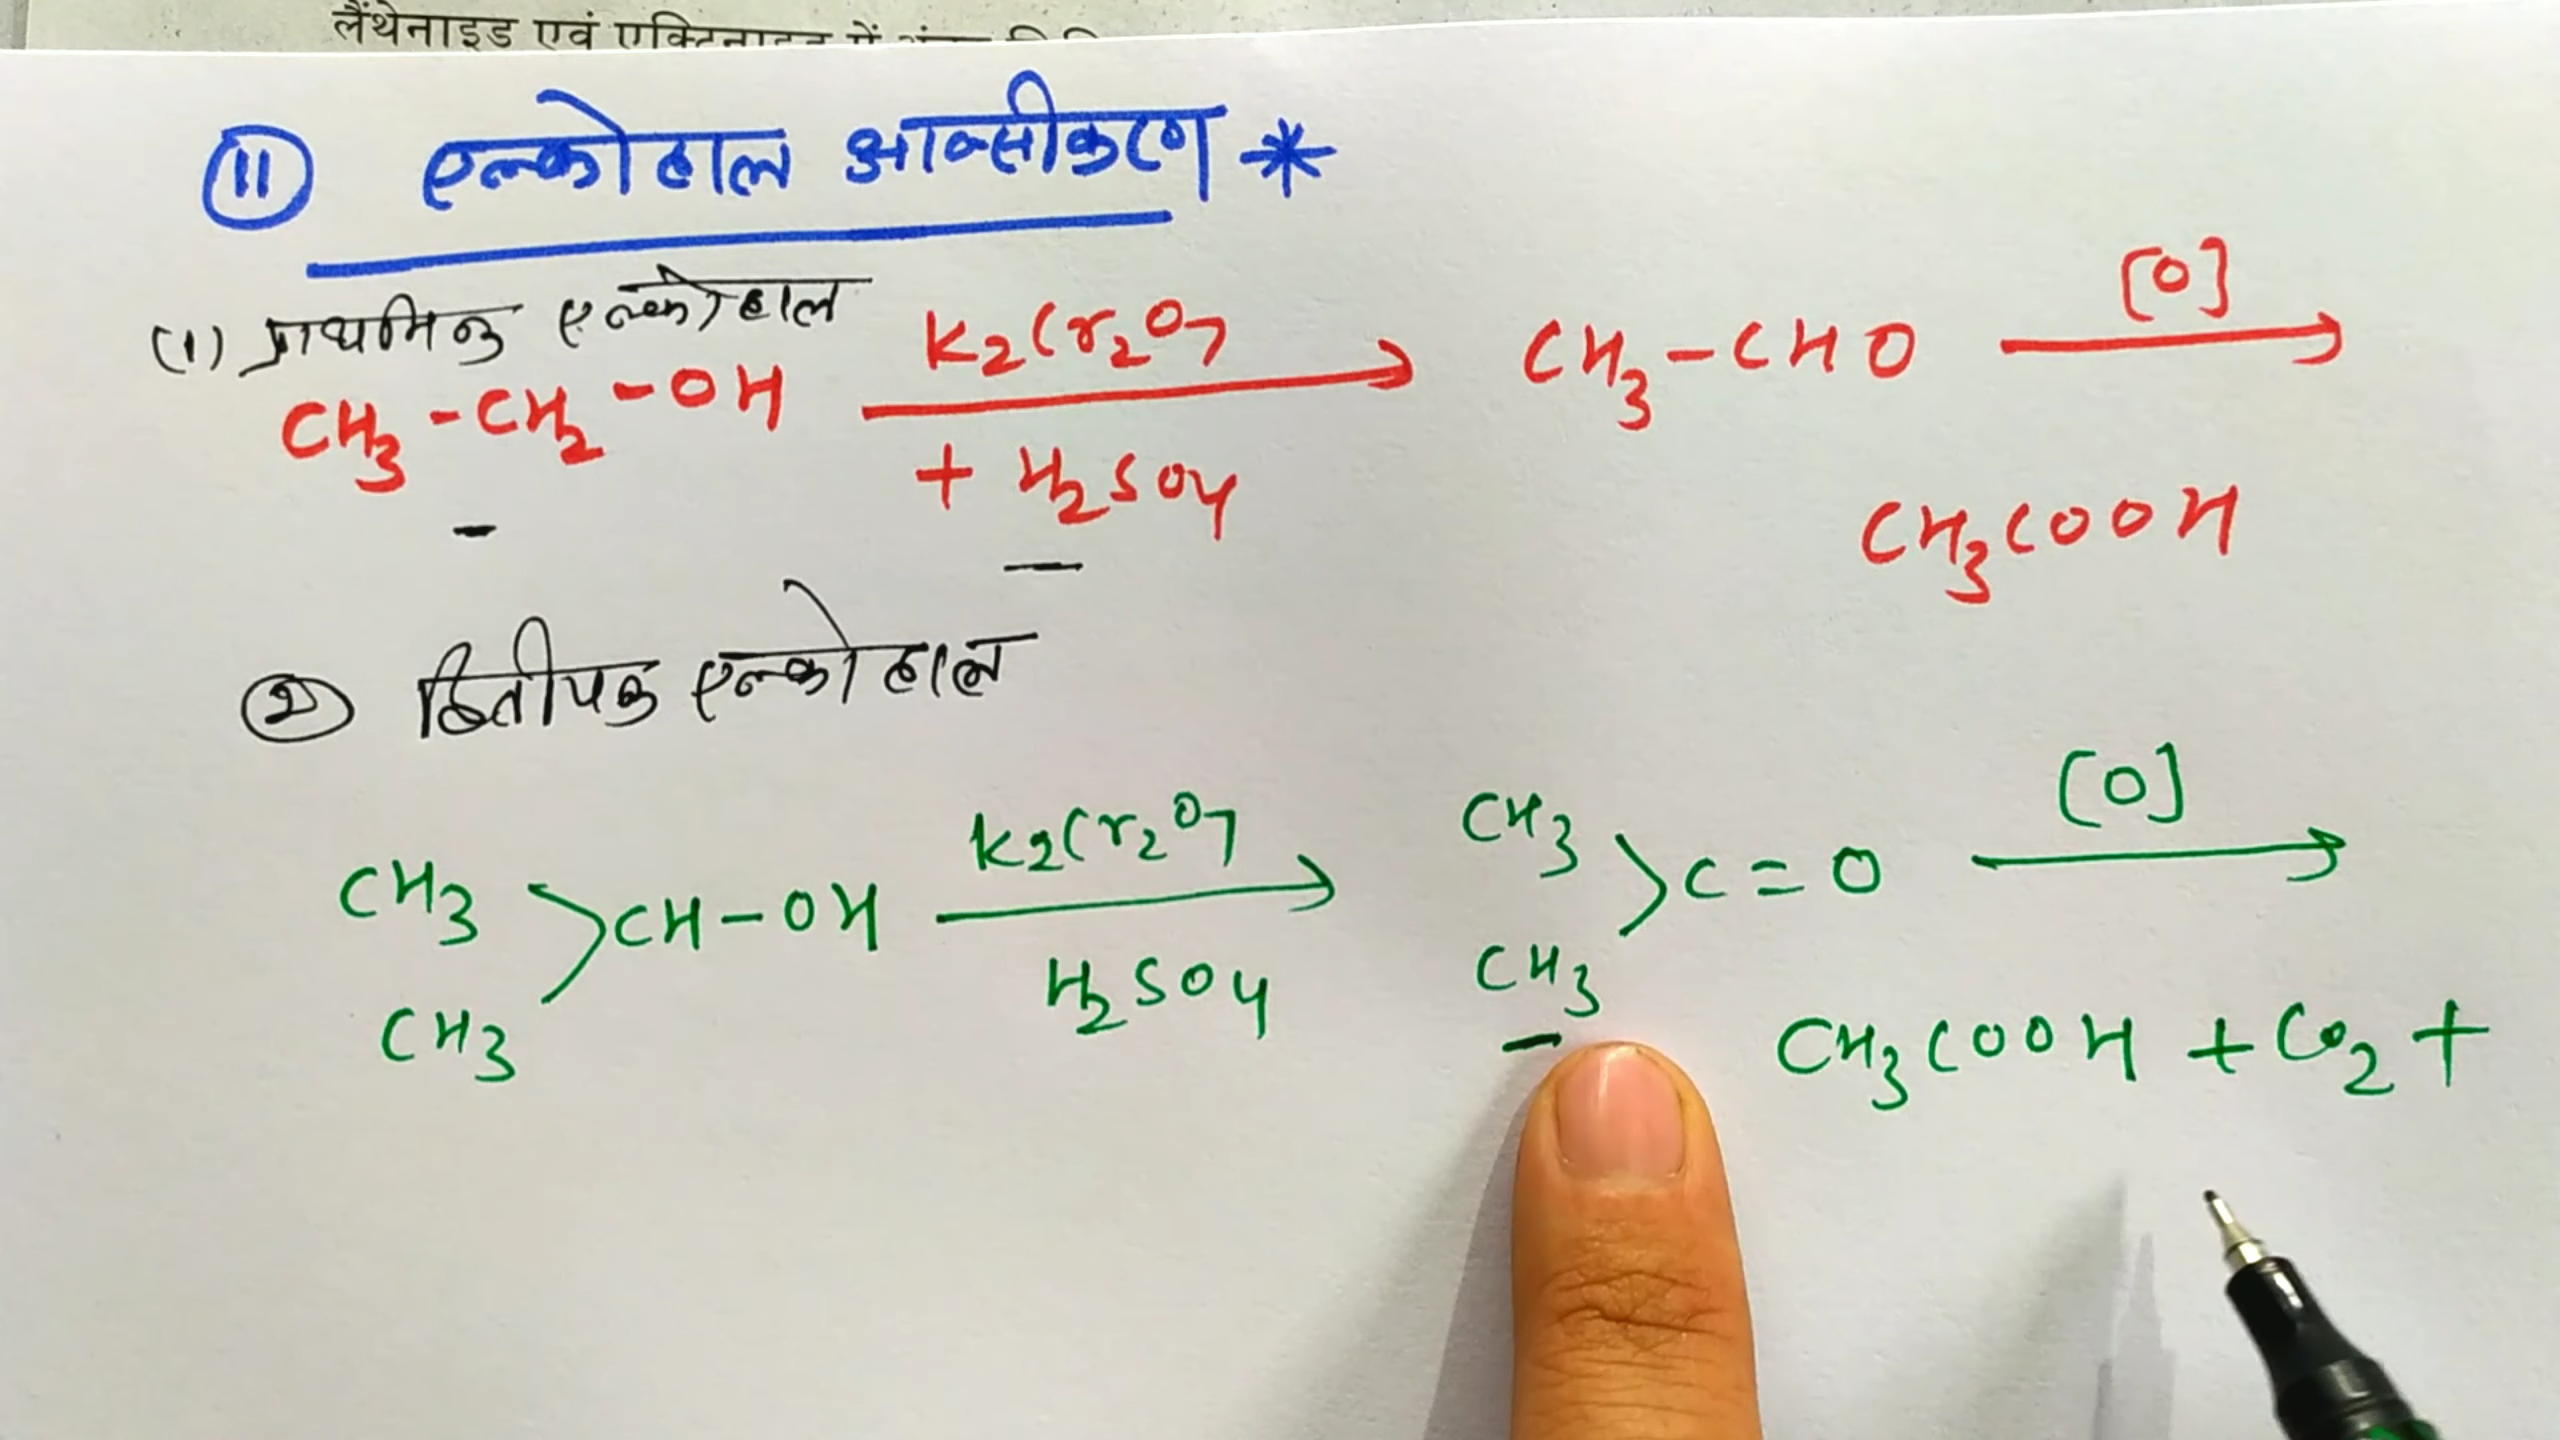 लैंथेनाइड एवं एक्टिनाइड में
(11) एल्कोहाल आक्सीकरण *
(1) प्राथमिक एल्कोहाल
CH3-CH2-OH K2Cr2O7 + H2SO4 → CH3-CHO [O] →
CH3COOH
(2) द्वितीयक एल्कोहाल
CH3 CH3 >CH-OH K2Cr2O7 H2SO4 → CH3 CH3 >C=O [O] →
CH3COOH + CO2 +